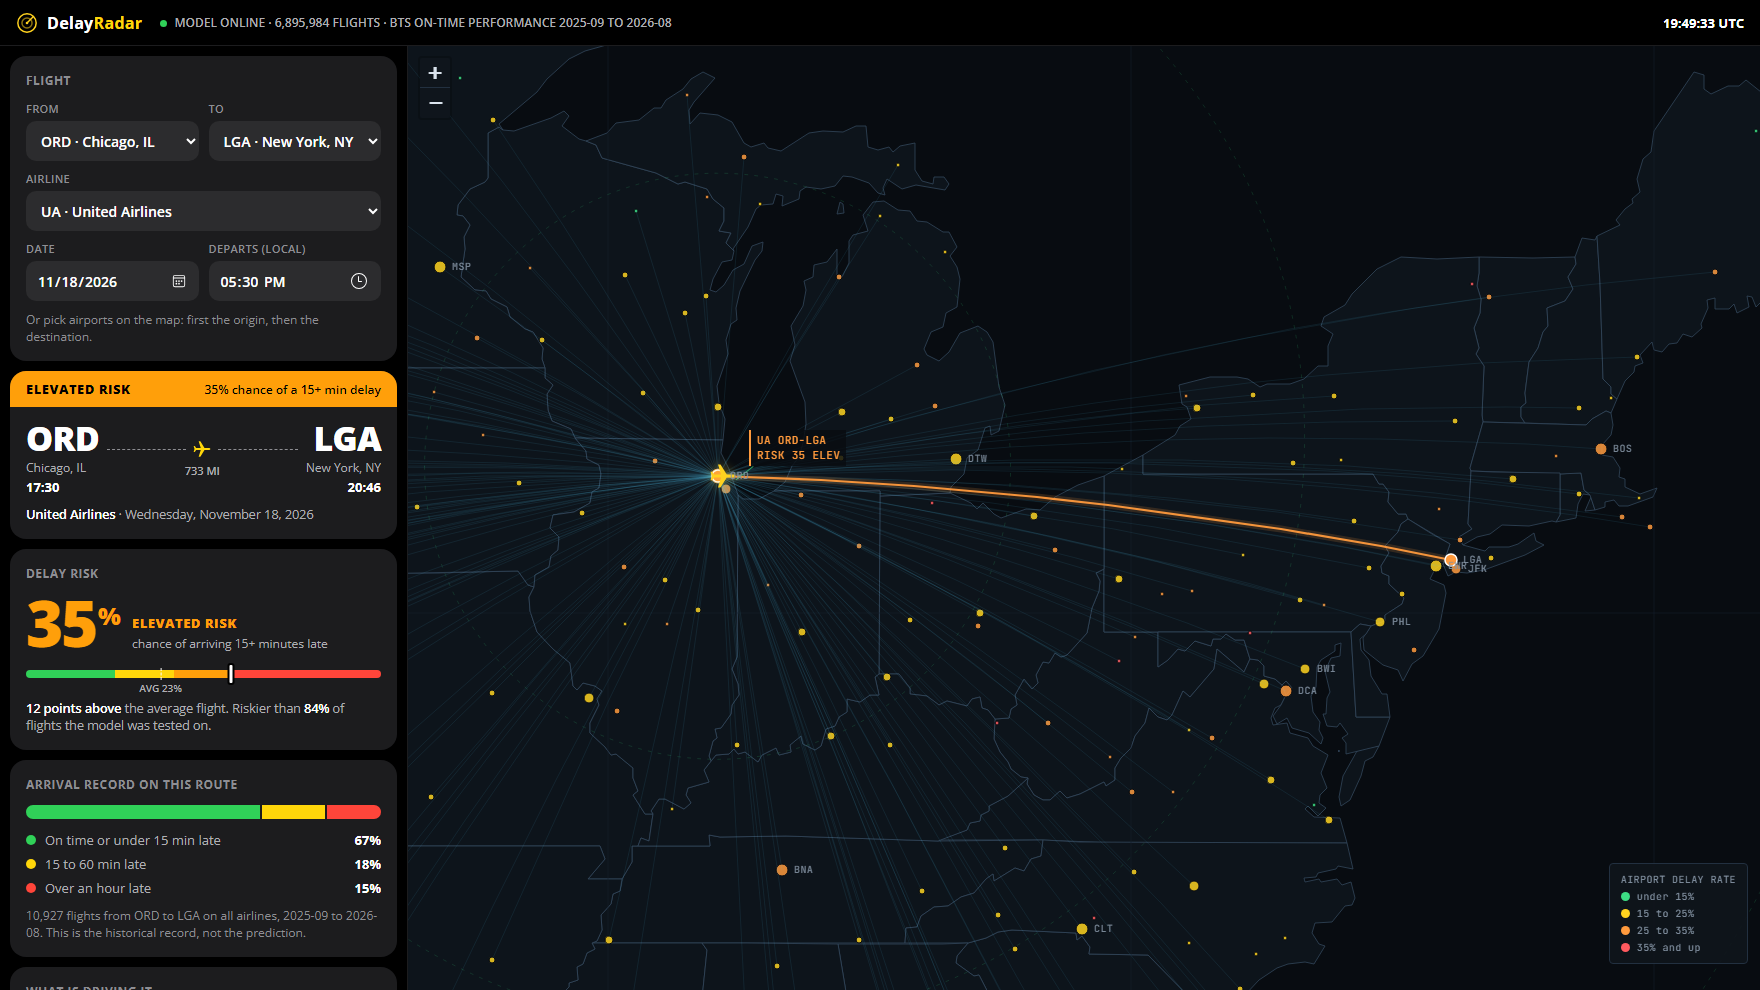 DelayRadar
MODEL ONLINE · 6,895,984 FLIGHTS · BTS ON-TIME PERFORMANCE 2025-09 TO 2026-08
19:49:33 UTC
FLIGHT
FROM
TO
ORD · Chicago, IL
LGA · New York, NY
AIRLINE
UA · United Airlines
DATE
DEPARTS (LOCAL)
11/18/2026
05:30 PM
Or pick airports on the map: first the origin, then the
destination.
ELEVATED RISK
35% chance of a 15+ min delay
ORD
LGA
Chicago, IL
733 MI
New York, NY
17:30
20:46
United Airlines · Wednesday, November 18, 2026
DELAY RISK
35%
ELEVATED RISK
chance of arriving 15+ minutes late
AVG 23%
12 points above the average flight. Riskier than 84% of
flights the model was tested on.
ARRIVAL RECORD ON THIS ROUTE
On time or under 15 min late 67%
15 to 60 min late 18%
Over an hour late 15%
10,927 flights from ORD to LGA on all airlines, 2025-09 to 2026-
08. This is the historical record, not the prediction.
WHAT IS DRIVING IT
+
−
MSP
UA ORD-LGA
RISK 35 ELEV
DTW
BOS
LGA
JFK
PHL
BWI
DCA
BNA
CLT
AIRPORT DELAY RATE
under 15%
15 to 25%
25 to 35%
35% and up